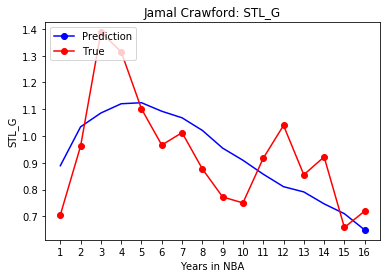 Jamal Crawford: STL_G
Prediction
True
STL_G
1.4
1.3
1.2
1.1
1.0
0.9
0.8
0.7
1 2 3 4 5 6 7 8 9 10 11 12 13 14 15 16
Years in NBA